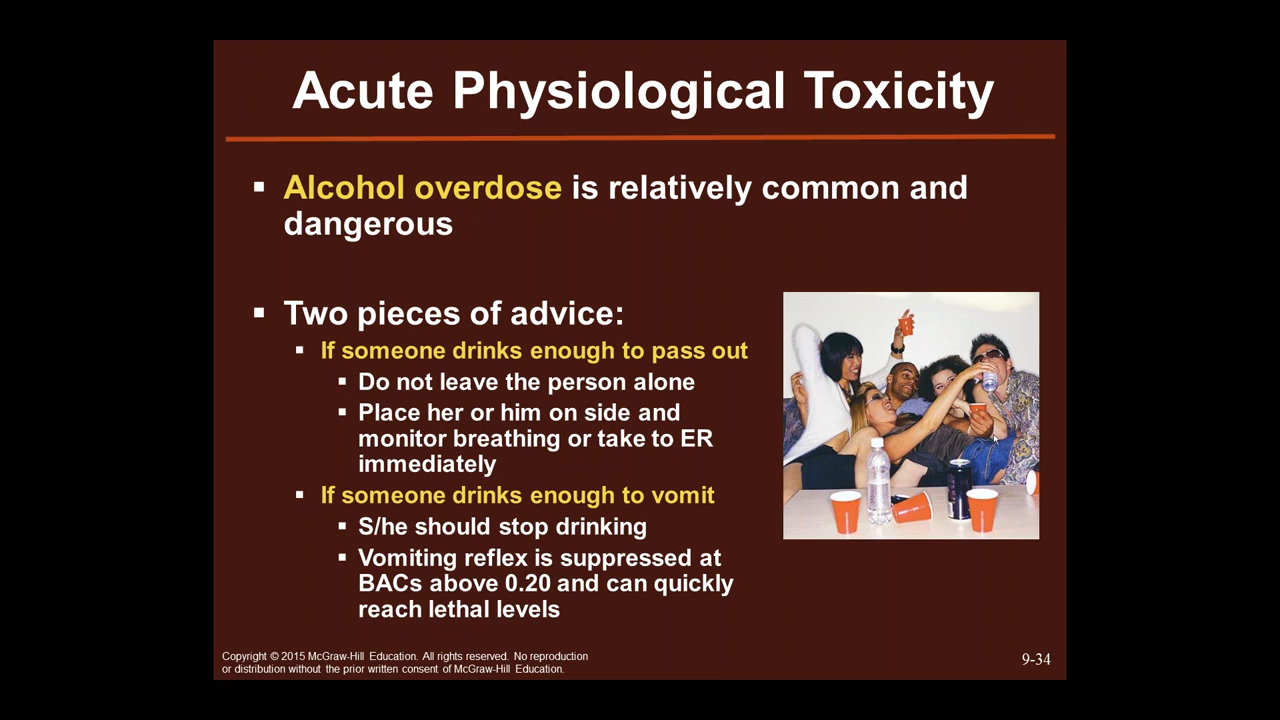 Acute Physiological Toxicity
▪ Alcohol overdose is relatively common and
dangerous
▪ Two pieces of advice:
▪ If someone drinks enough to pass out
▪ Do not leave the person alone
▪ Place her or him on side and
monitor breathing or take to ER
immediately
▪ If someone drinks enough to vomit
▪ S/he should stop drinking
▪ Vomiting reflex is suppressed at
BACs above 0.20 and can quickly
reach lethal levels
Copyright © 2015 McGraw-Hill Education. All rights reserved. No reproduction
or distribution without the prior written consent of McGraw-Hill Education.
9-34